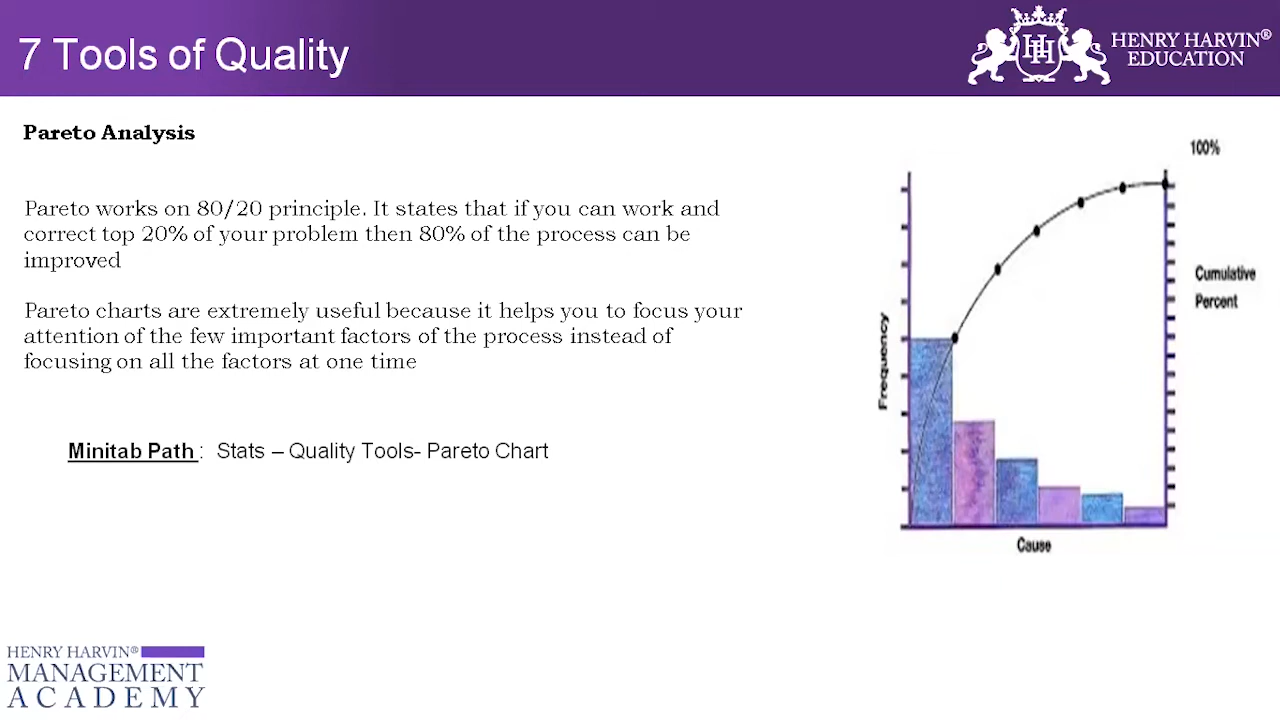 7 Tools of Quality
HENRY HARVIN®
EDUCATION
Pareto Analysis
Pareto works on 80/20 principle. It states that if you can work and
correct top 20% of your problem then 80% of the process can be
improved
Pareto charts are extremely useful because it helps you to focus your
attention of the few important factors of the process instead of
focusing on all the factors at one time
Minitab Path : Stats – Quality Tools- Pareto Chart
100%
Cumulative
Percent
Frequency
Cause
HENRY HARVIN®
MANAGEMENT
ACADEMY